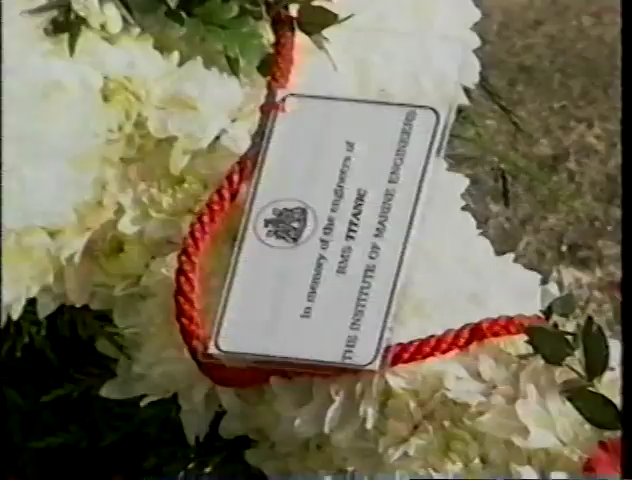 In memory of the engineers of
RMS TITANIC
THE INSTITUTE OF MARINE ENGINEERS